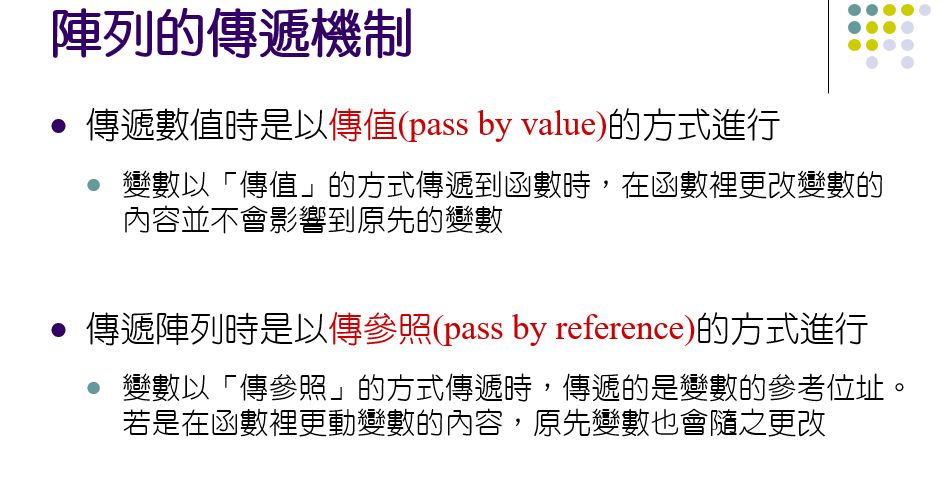 陣列的傳遞機制
傳遞數值時是以傳值(pass by value)的方式進行
變數以「傳值」的方式傳遞到函數時，在函數裡更改變數的
內容並不會影響到原先的變數
傳遞陣列時是以傳參照(pass by reference)的方式進行
變數以「傳參照」的方式傳遞時，傳遞的是變數的參考位址。
若是在函數裡更動變數的內容，原先變數也會隨之更改